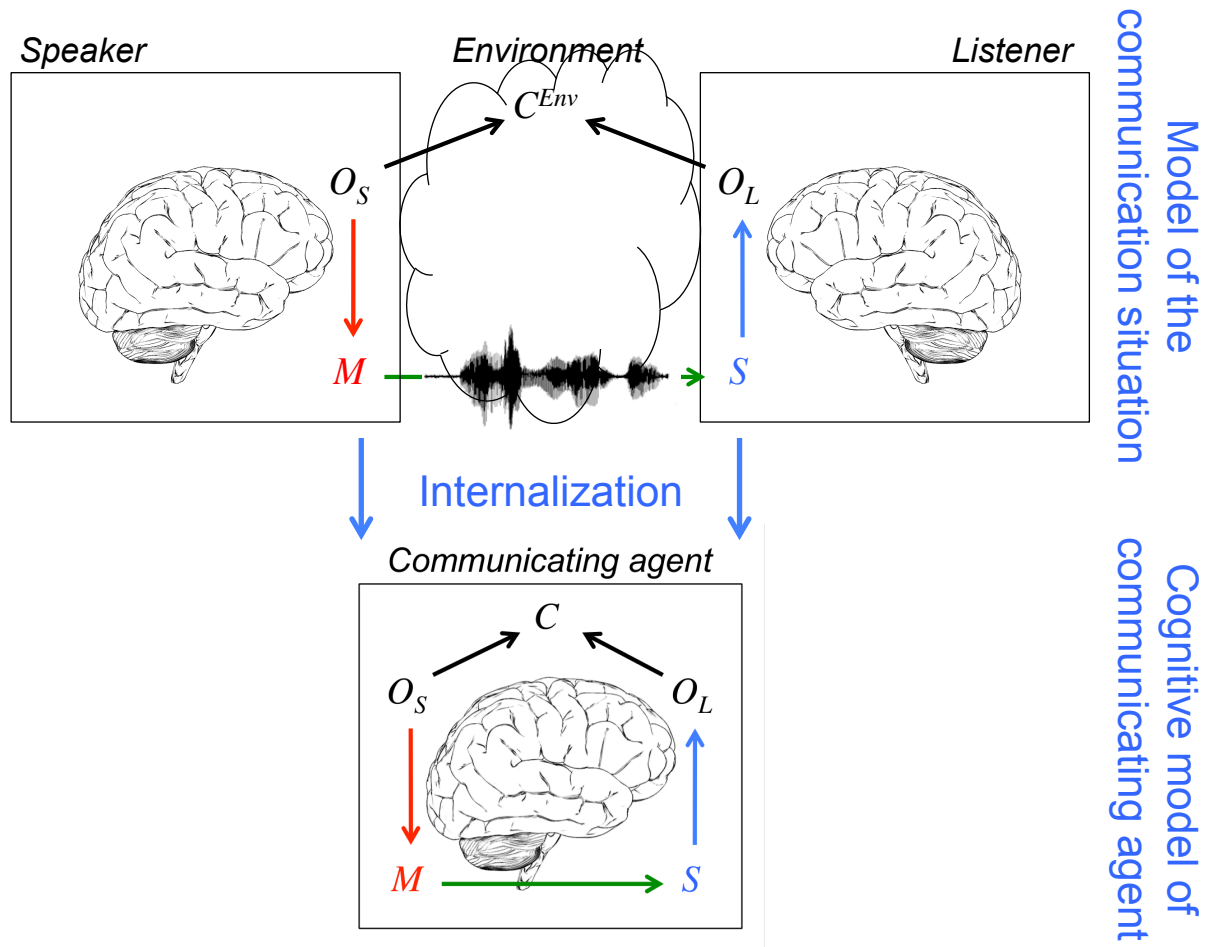 Speaker
Environment
Listener
C^Env
O_S
O_L
M
S
Model of the
communication situation
Internalization
Communicating agent
C
O_S
O_L
M
S
Cognitive model of
communicating agent